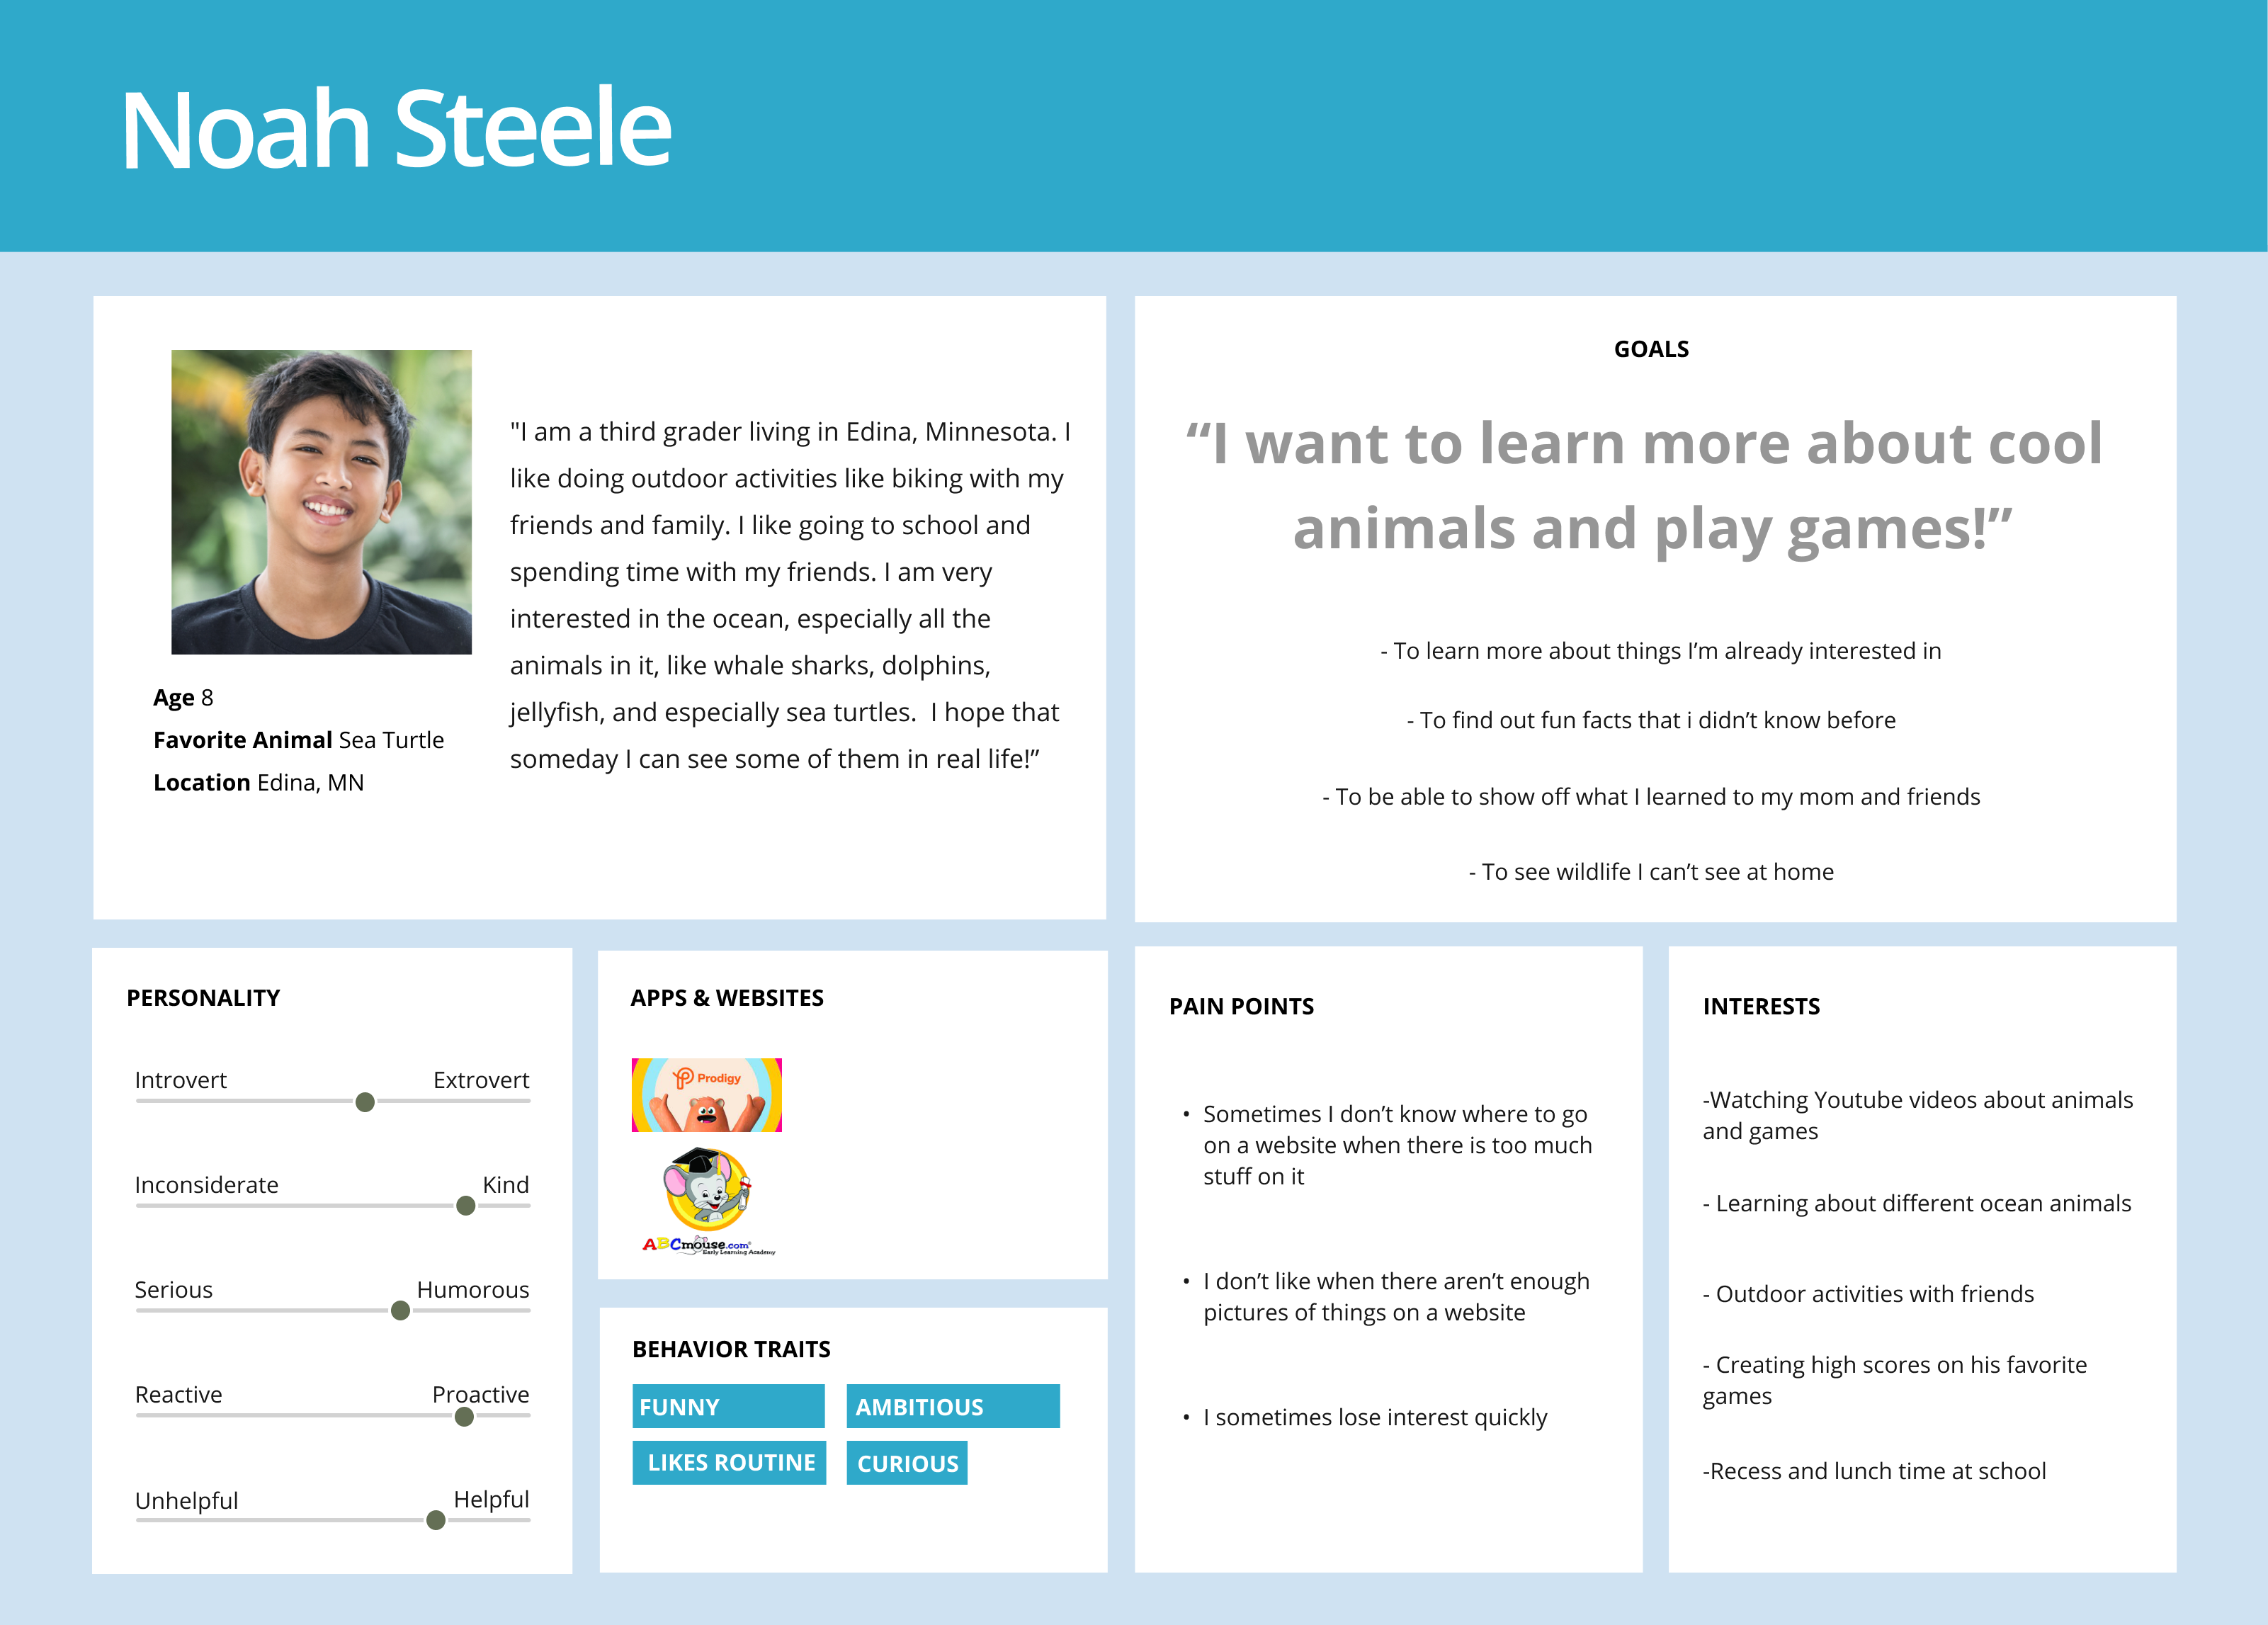 Noah Steele
"I am a third grader living in Edina, Minnesota. I
like doing outdoor activities like biking with my
friends and family. I like going to school and
spending time with my friends. I am very
interested in the ocean, especially all the
animals in it, like whale sharks, dolphins,
jellyfish, and especially sea turtles.  I hope that
someday I can see some of them in real life!”
Age 8
Favorite Animal Sea Turtle
Location Edina, MN
GOALS
“I want to learn more about cool
animals and play games!”
- To learn more about things I’m already interested in
- To find out fun facts that i didn’t know before
- To be able to show off what I learned to my mom and friends
- To see wildlife I can’t see at home
PERSONALITY
Introvert Extrovert
Inconsiderate Kind
Serious Humorous
Reactive Proactive
Unhelpful Helpful
APPS & WEBSITES
Prodigy
ABCmouse.com
Early Learning Academy
BEHAVIOR TRAITS
FUNNY AMBITIOUS
LIKES ROUTINE CURIOUS
PAIN POINTS
• Sometimes I don’t know where to go
on a website when there is too much
stuff on it
• I don’t like when there aren’t enough
pictures of things on a website
• I sometimes lose interest quickly
INTERESTS
-Watching Youtube videos about animals
and games
- Learning about different ocean animals
- Outdoor activities with friends
- Creating high scores on his favorite
games
-Recess and lunch time at school